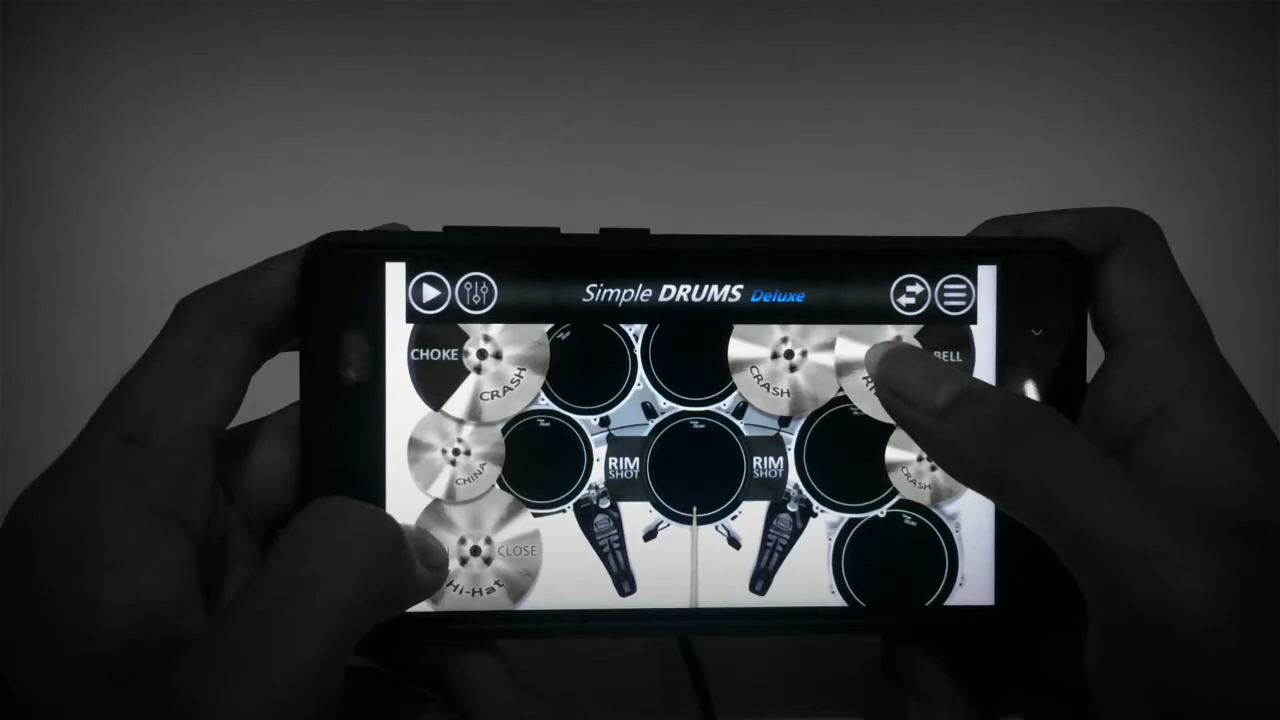 Simple DRUMS Deluxe
CHOKE
CRASH
CRASH
BELL
CHINA
RIM
SHOT
RIM
SHOT
CRASH
CLOSE
Hi-Hat